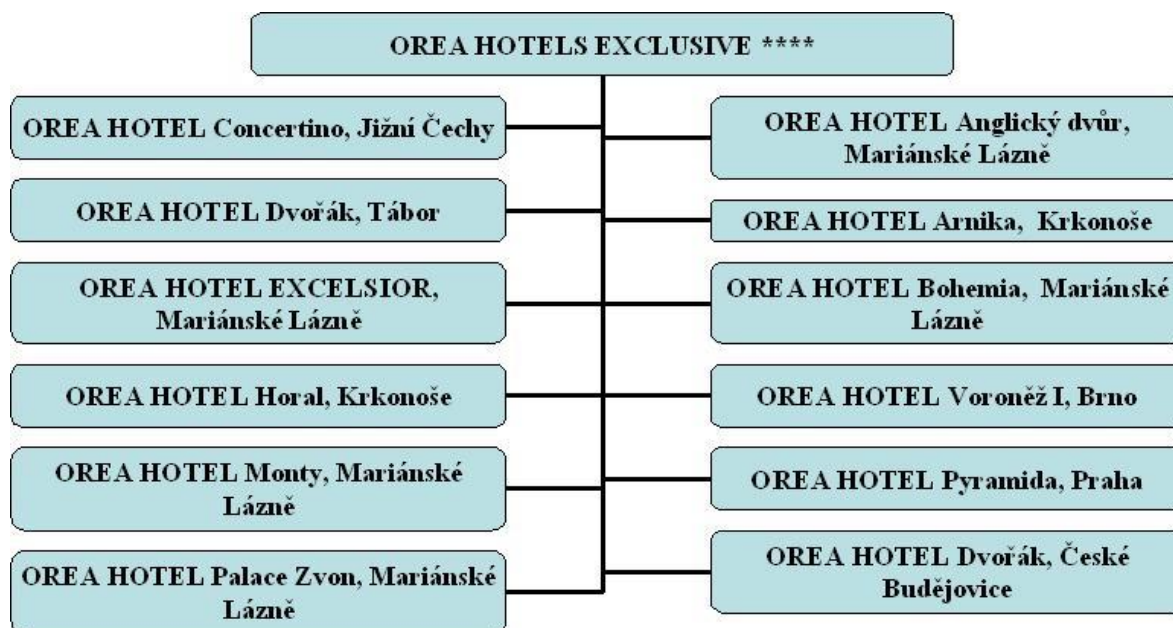 OREA HOTELS EXCLUSIVE ****
OREA HOTEL Concertino, Jižní Čechy
OREA HOTEL Dvořák, Tábor
OREA HOTEL EXCELSIOR,
Mariánské Lázně
OREA HOTEL Horal, Krkonoše
OREA HOTEL Monty, Mariánské
Lázně
OREA HOTEL Palace Zvon, Mariánské
Lázně
OREA HOTEL Anglický dvůr,
Mariánské Lázně
OREA HOTEL Arnika, Krkonoše
OREA HOTEL Bohemia, Mariánské
Lázně
OREA HOTEL Voroněž I, Brno
OREA HOTEL Pyramida, Praha
OREA HOTEL Dvořák, České
Budějovice